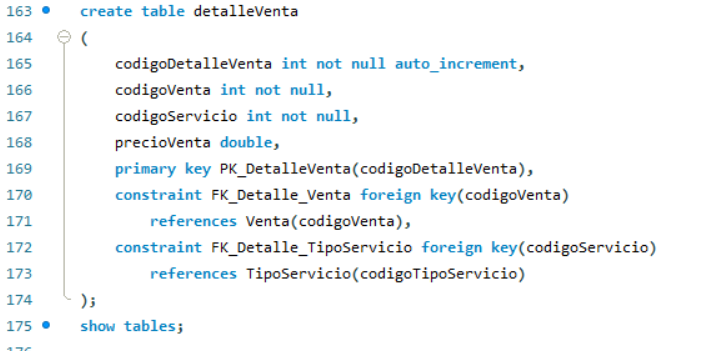 163 create table detalleVenta
164 (
165 codigoDetalleVenta int not null auto_increment,
166 codigoVenta int not null,
167 codigoServicio int not null,
168 precioVenta double,
169 primary key PK_DetalleVenta(codigoDetalleVenta),
170 constraint FK_Detalle_Venta foreign key(codigoVenta)
171 references Venta(codigoVenta),
172 constraint FK_Detalle_TipoServicio foreign key(codigoServicio)
173 references TipoServicio(codigoTipoServicio)
174 );
175 show tables;